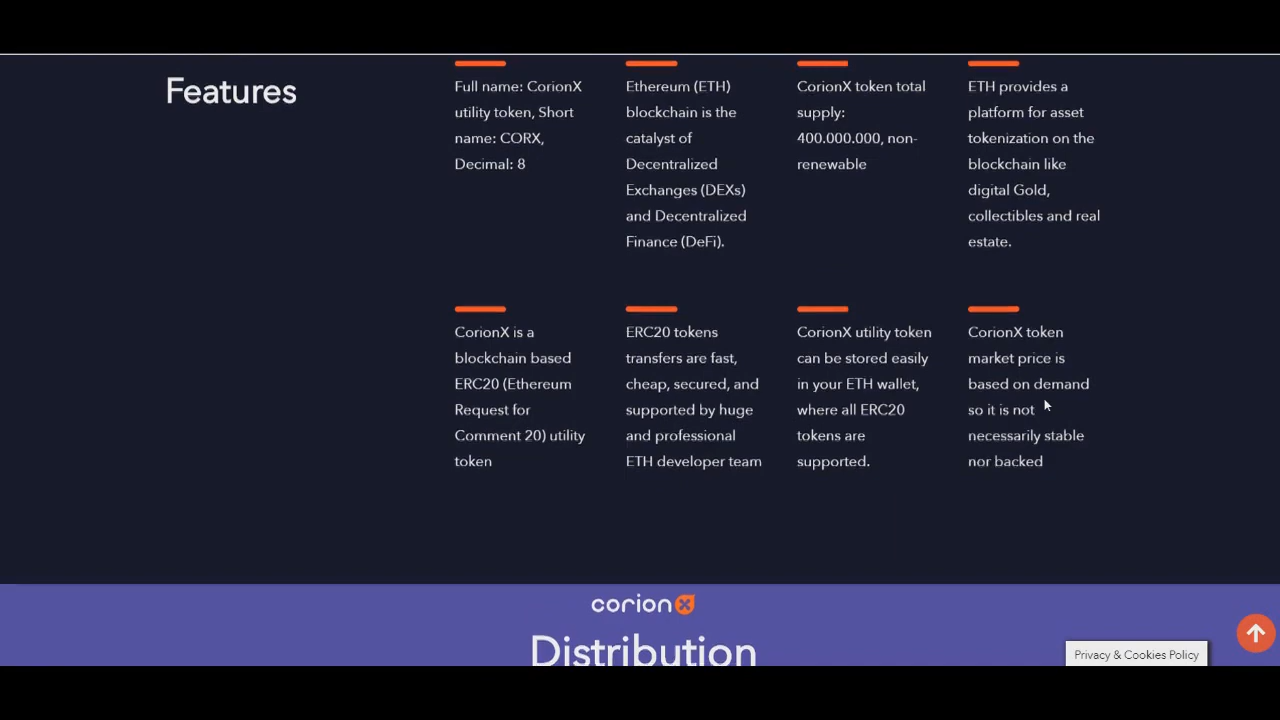 Features
Full name: CorionX
utility token, Short
name: CORX,
Decimal: 8
Ethereum (ETH)
blockchain is the
catalyst of
Decentralized
Exchanges (DEXs)
and Decentralized
Finance (DeFi).
CorionX token total
supply:
400.000.000, non-
renewable
ETH provides a
platform for asset
tokenization on the
blockchain like
digital Gold,
collectibles and real
estate.
CorionX is a
blockchain based
ERC20 (Ethereum
Request for
Comment 20) utility
token
ERC20 tokens
transfers are fast,
cheap, secured, and
supported by huge
and professional
ETH developer team
CorionX utility token
can be stored easily
in your ETH wallet,
where all ERC20
tokens are
supported.
CorionX token
market price is
based on demand
so it is not
necessarily stable
nor backed
corion x
Distribution
Privacy & Cookies Policy